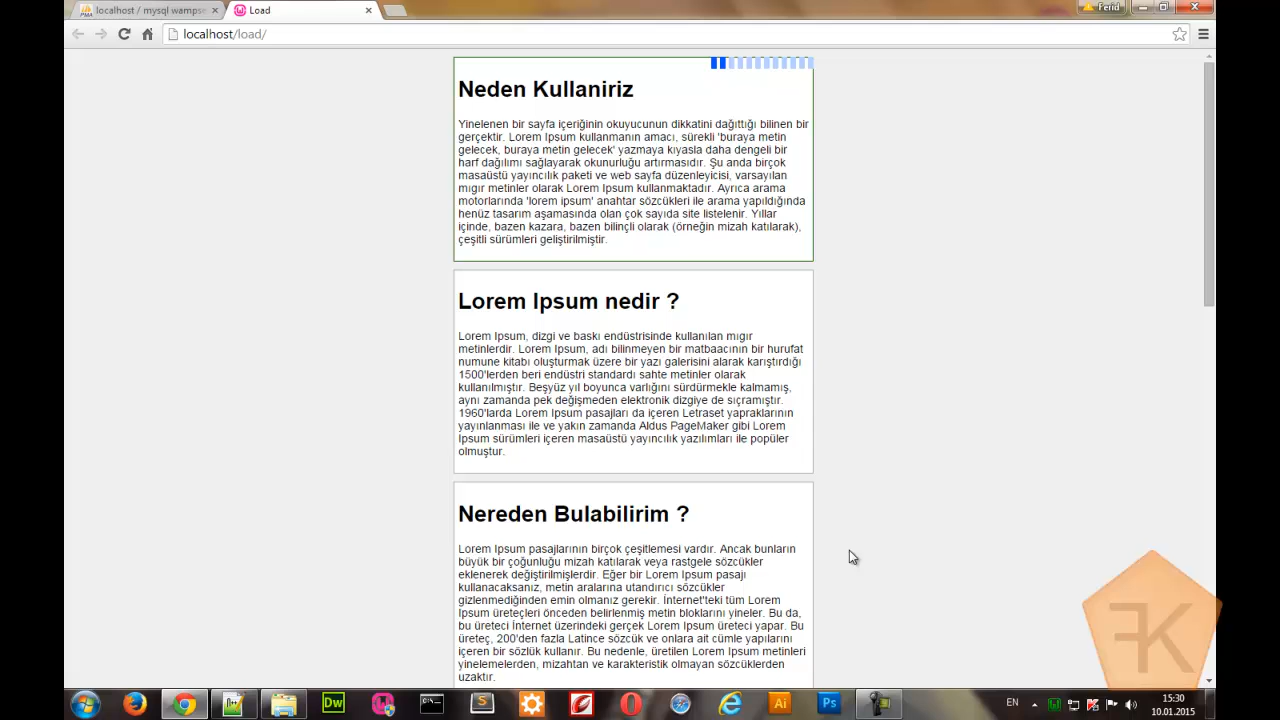 localhost / mysql wampse
Load
Ferid
localhost/load/
Neden Kullaniriz
Yinelenen bir sayfa içeriğinin okuyucunun dikkatini dağıttığı bilinen bir
gerçektir. Lorem Ipsum kullanmanın amacı, sürekli 'buraya metin
gelecek, buraya metin gelecek' yazmaya kıyasla daha dengeli bir
harf dağılımı sağlayarak okunurluğu artırmasıdır. Şu anda birçok
masaüstü yayıncılık paketi ve web sayfa düzenleyicisi, varsayılan
mıgır metinler olarak Lorem Ipsum kullanmaktadır. Ayrıca arama
motorlarında 'lorem ipsum' anahtar sözcükleri ile arama yapıldığında
henüz tasarım aşamasında olan çok sayıda site listelenir. Yıllar
içinde, bazen kazara, bazen bilinçli olarak (örneğin mizah katılarak),
çeşitli sürümleri geliştirilmiştir.
Lorem Ipsum nedir ?
Lorem Ipsum, dizgi ve baskı endüstrisinde kullanılan mıgır
metinlerdir. Lorem Ipsum, adı bilinmeyen bir matbaacının bir hurufat
numune kitabı oluşturmak üzere bir yazı galerisini alarak karıştırdığı
1500'lerden beri endüstri standardı sahte metinler olarak
kullanılmıştır. Beşyüz yıl boyunca varlığını sürdürmekle kalmamış,
aynı zamanda pek değişmeden elektronik dizgiye de sıçramıştır.
1960'larda Lorem Ipsum pasajları da içeren Letraset yapraklarının
yayınlanması ile ve yakın zamanda Aldus PageMaker gibi Lorem
Ipsum sürümleri içeren masaüstü yayıncılık yazılımları ile popüler
olmuştur.
Nereden Bulabilirim ?
Lorem Ipsum pasajlarının birçok çeşitlemesi vardır. Ancak bunların
büyük bir çoğunluğu mizah katılarak veya rastgele sözcükler
eklenerek değiştirilmişlerdir. Eğer bir Lorem Ipsum pasajı
kullanacaksanız, metin aralarına utandırıcı sözcükler
gizlenmediğinden emin olmanız gerekir. İnternet'teki tüm Lorem
Ipsum üreteçleri önceden belirlenmiş metin bloklarını yineler. Bu da,
bu üreteci İnternet üzerindeki gerçek Lorem Ipsum üreteci yapar. Bu
üreteç, 200'den fazla Latince sözcük ve onlara ait cümle yapılarını
içeren bir sözlük kullanır. Bu nedenle, üretilen Lorem Ipsum metinleri
yinelemelerden, mizahtan ve karakteristik olmayan sözcüklerden
uzaktır.
FK
Dw
Ai
Ps
EN
15:30
10.01.2015